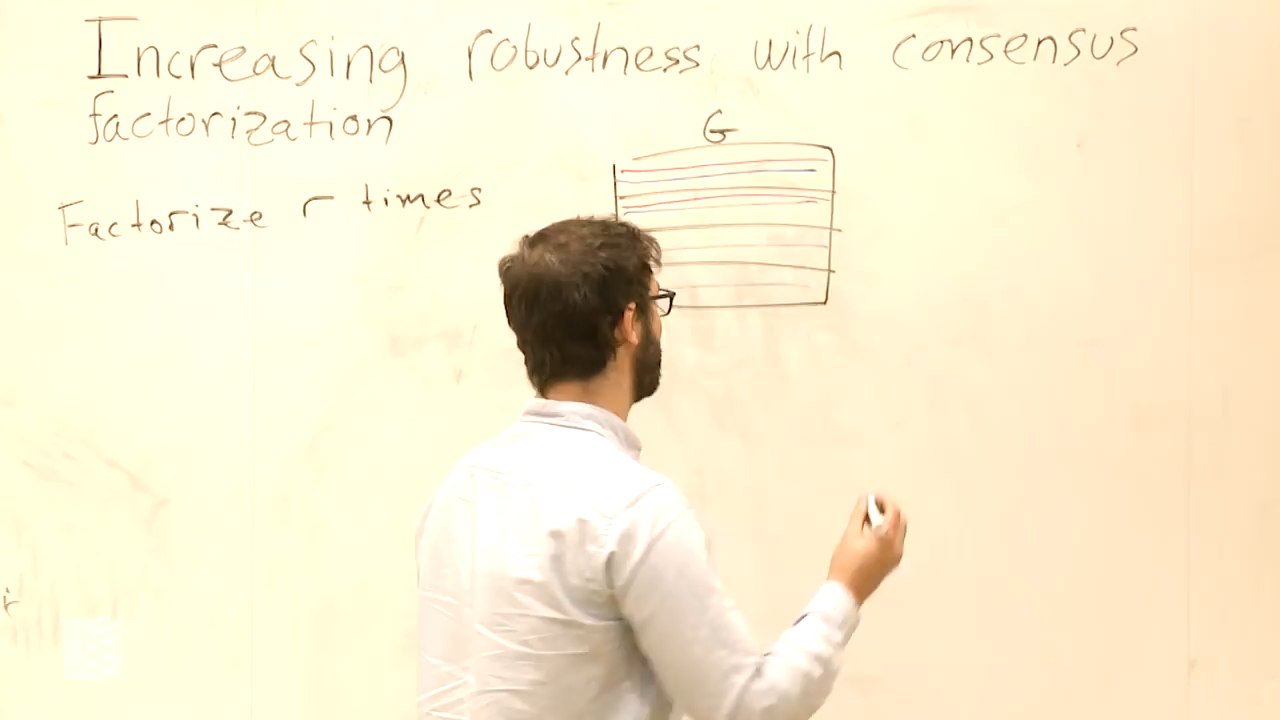 Increasing robustness with consensus
factorization
G
Factorize r times